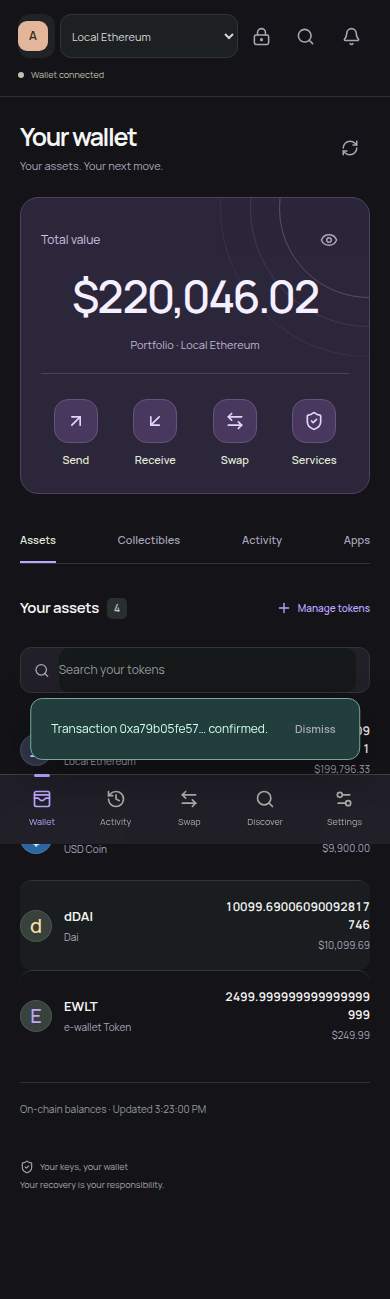 A
Local Ethereum
Wallet connected
Your wallet
Your assets. Your next move.
Total value
$220,046.02
Portfolio · Local Ethereum
Send
Receive
Swap
Services
Assets
Collectibles
Activity
Apps
Your assets 4
Manage tokens
Search your tokens
Transaction 0xa79b05fe57… confirmed.
Dismiss
09
1
Local Ethereum
$199,796.33
Wallet
Activity
Swap
Discover
Settings
USD Coin
$9,900.00
d
dDAI
10099.69006090092817
746
Dai
$10,099.69
E
EWLT
2499.999999999999999
999
e-wallet Token
$249.99
On-chain balances · Updated 3:23:00 PM
Your keys, your wallet
Your recovery is your responsibility.